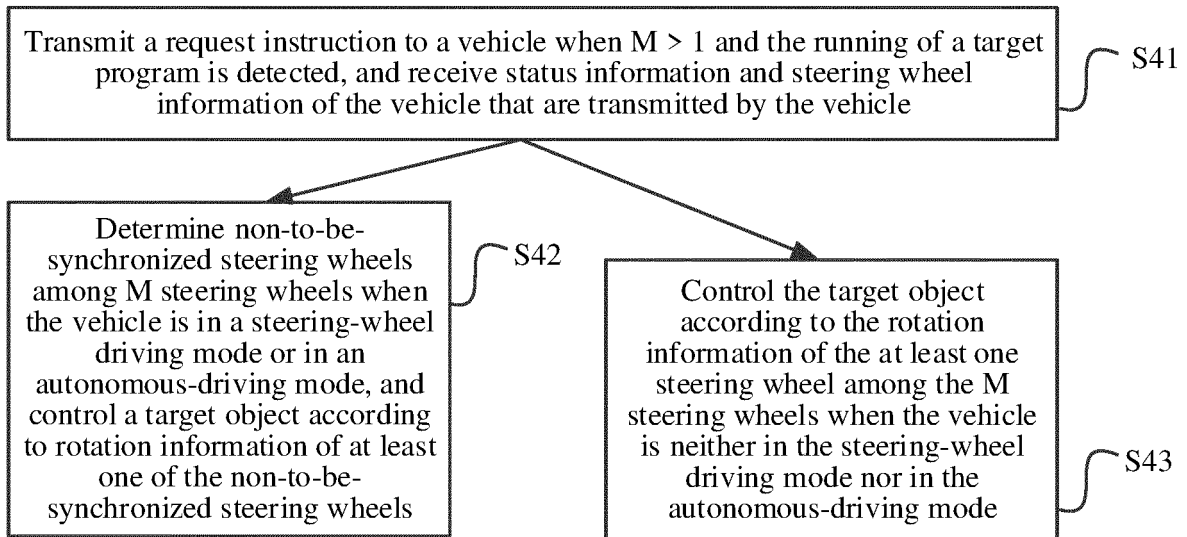 Transmit a request instruction to a vehicle when M > 1 and the running of a target
program is detected, and receive status information and steering wheel
information of the vehicle that are transmitted by the vehicle
S41
Determine non-to-be-
synchronized steering wheels
among M steering wheels when
the vehicle is in a steering-wheel
driving mode or in an
autonomous-driving mode, and
control a target object according
to rotation information of at least
one of the non-to-be-
synchronized steering wheels
S42
Control the target object
according to the rotation
information of the at least one
steering wheel among the M
steering wheels when the vehicle
is neither in the steering-wheel
driving mode nor in the
autonomous-driving mode
S43